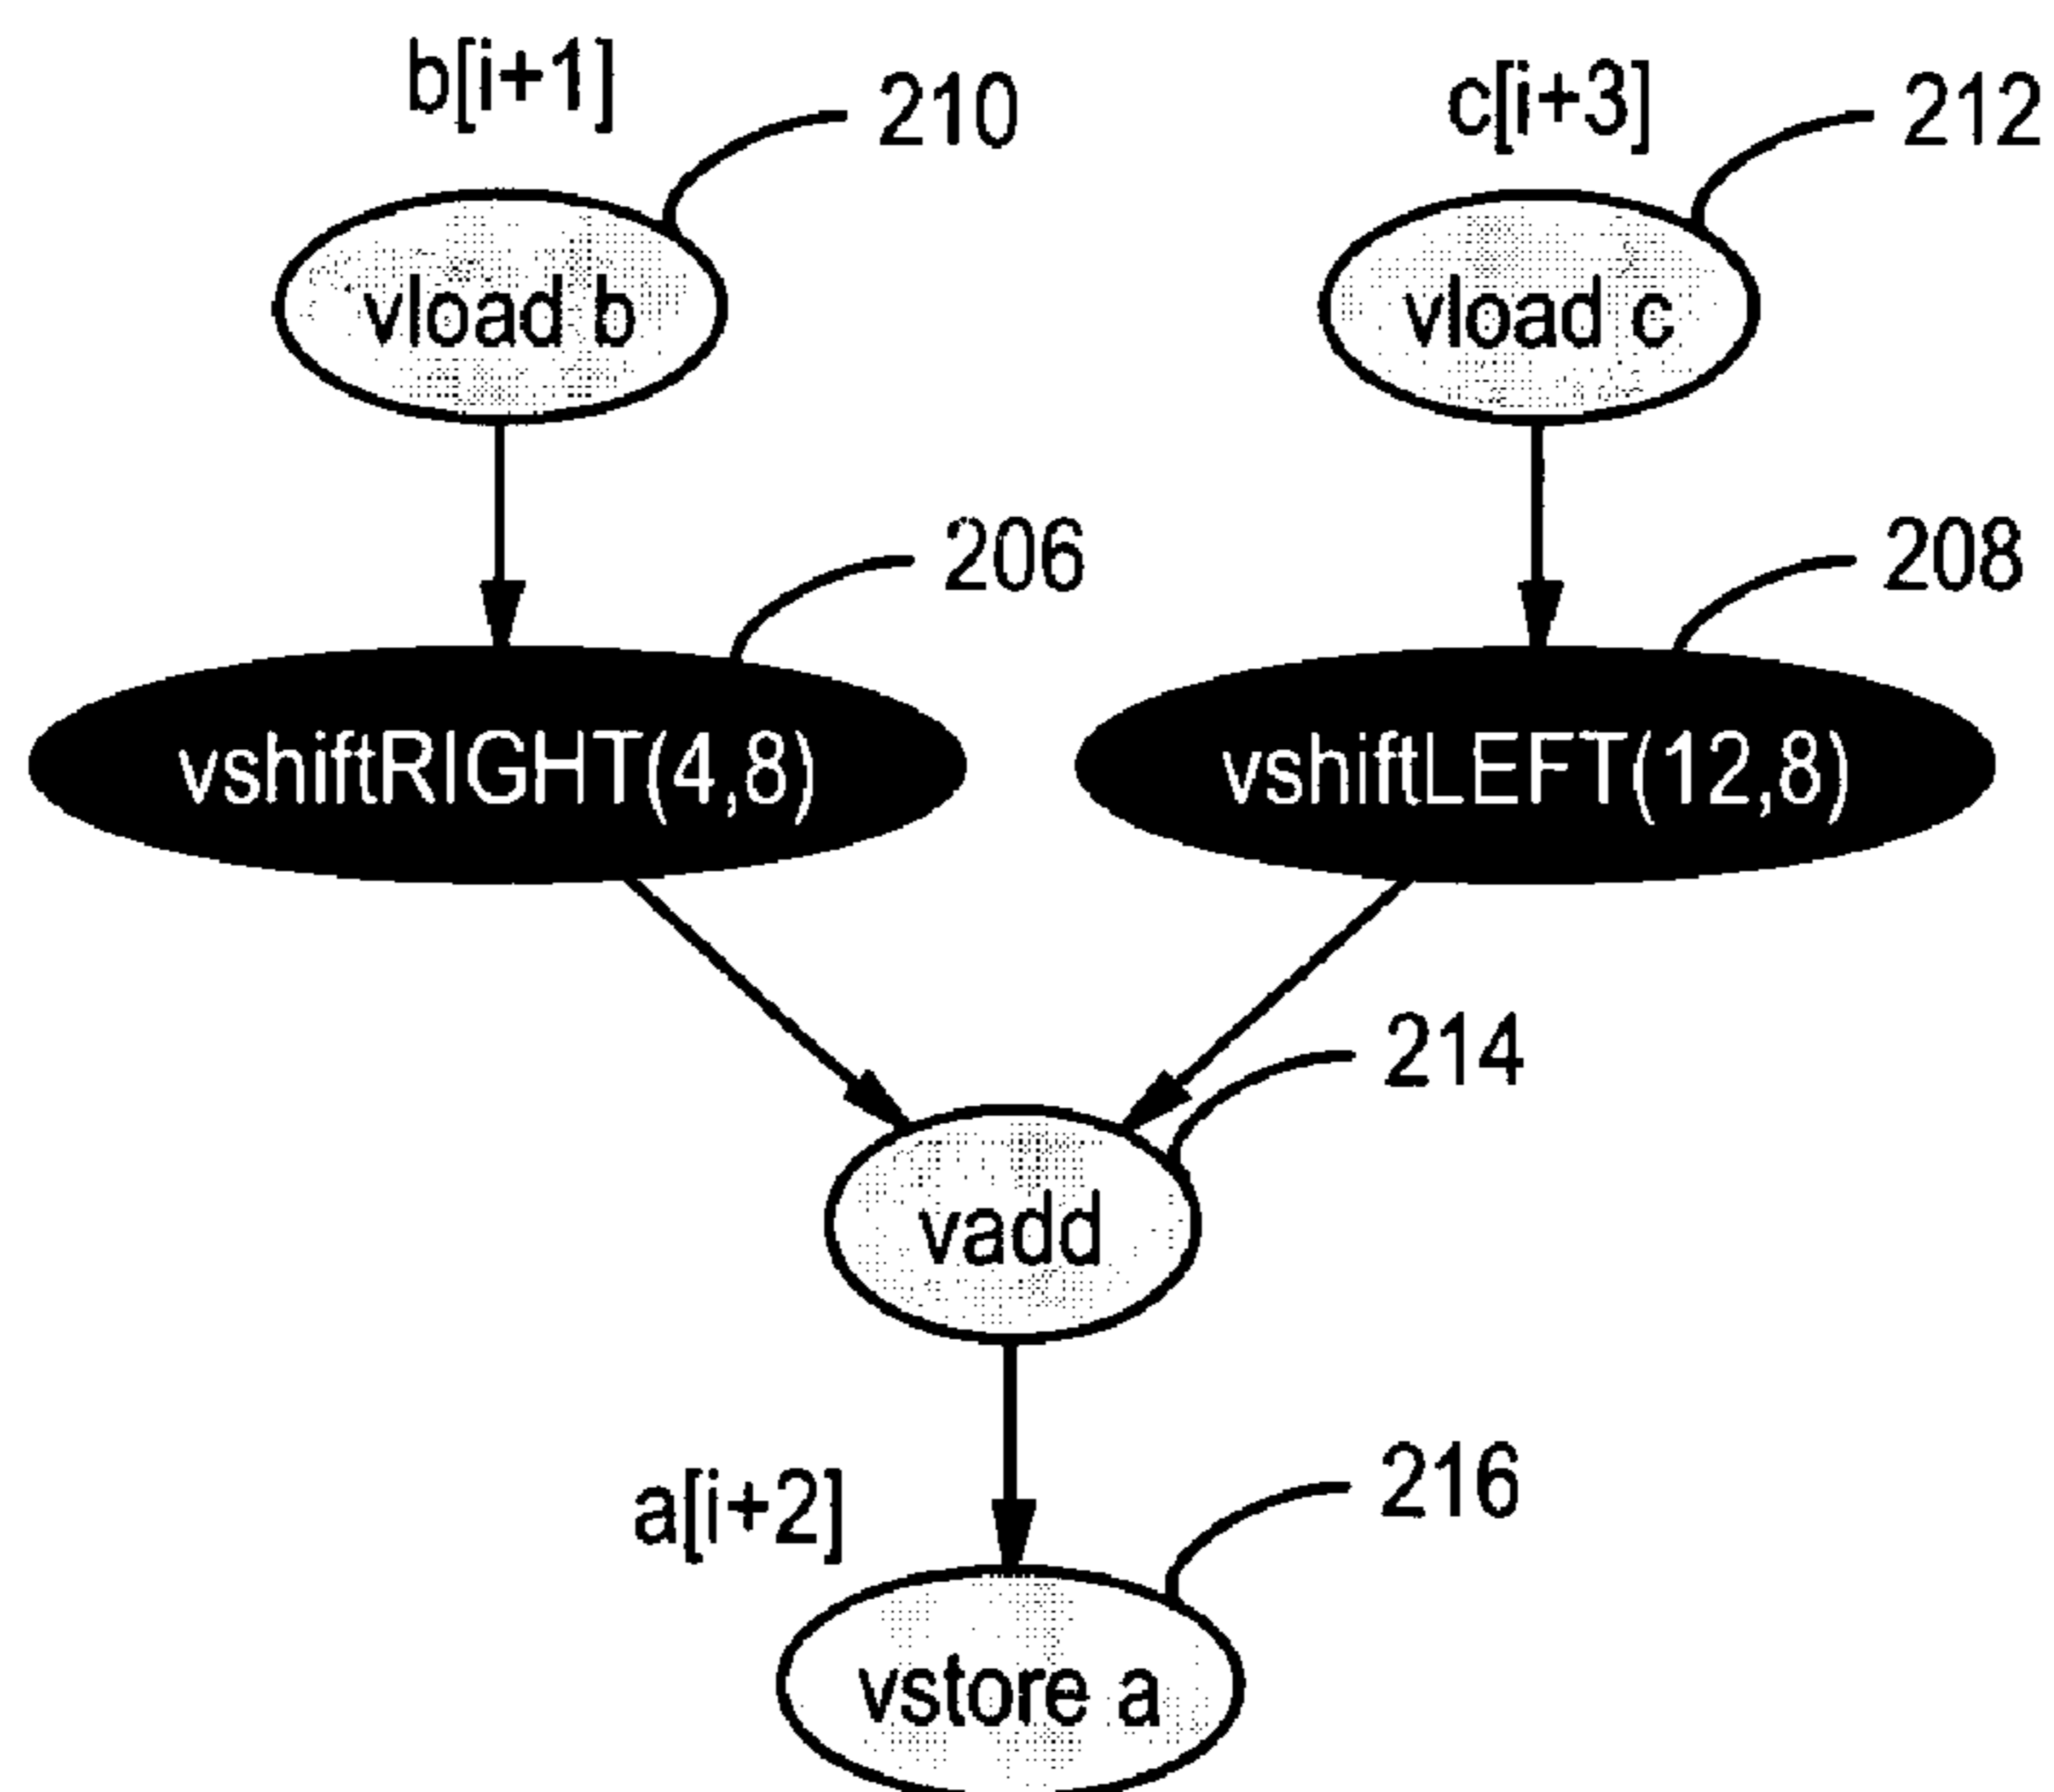 b[i+1]
210
c[i+3]
212
vload b
vload c
206
208
vshiftRIGHT(4,8)
vshiftLEFT(12,8)
214
vadd
a[i+2]
216
vstore a